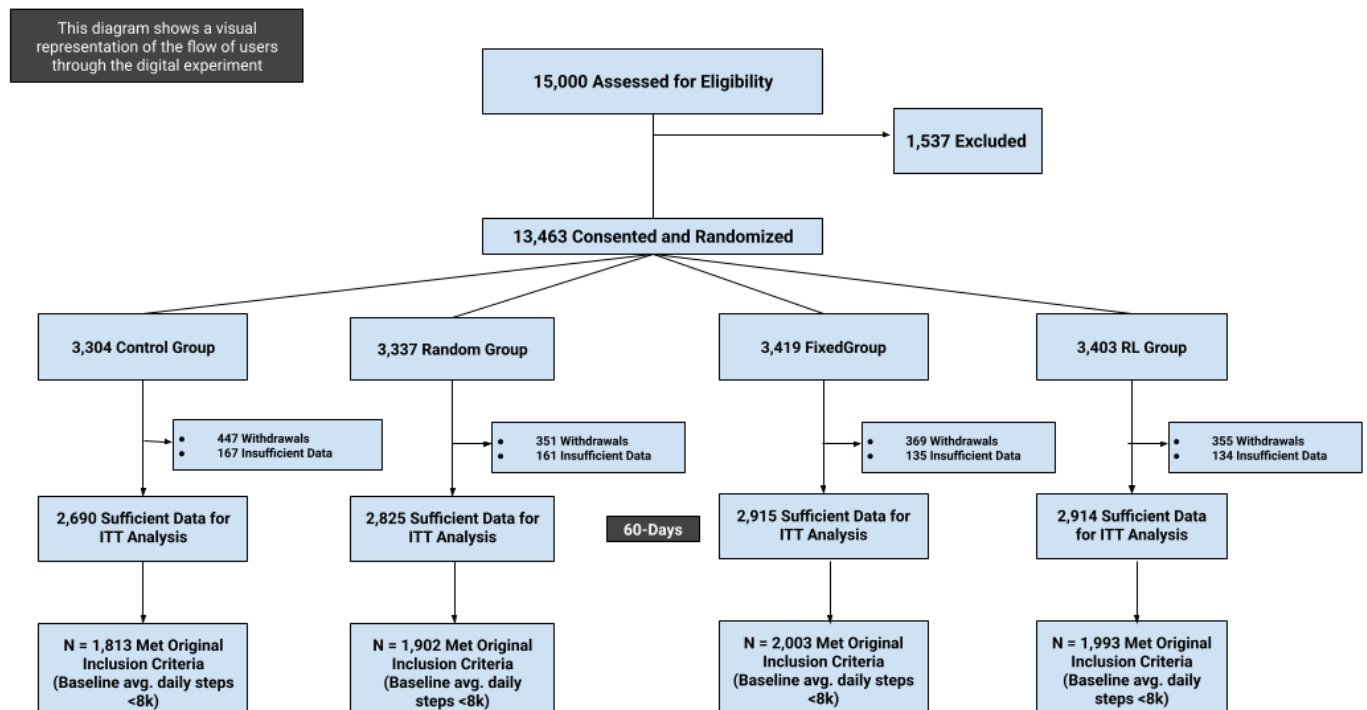 This diagram shows a visual
representation of the flow of users
through the digital experiment
15,000 Assessed for Eligibility
1,537 Excluded
13,463 Consented and Randomized
3,304 Control Group
3,337 Random Group
3,419 FixedGroup
3,403 RL Group
• 447 Withdrawals
• 167 Insufficient Data
• 351 Withdrawals
• 161 Insufficient Data
• 369 Withdrawals
• 135 Insufficient Data
• 355 Withdrawals
• 134 Insufficient Data
2,690 Sufficient Data for
ITT Analysis
2,825 Sufficient Data for
ITT Analysis
60-Days
2,915 Sufficient Data for
ITT Analysis
2,914 Sufficient Data
for ITT Analysis
N = 1,813 Met Original
Inclusion Criteria
(Baseline avg. daily steps
<8k)
N = 1,902 Met Original
Inclusion Criteria
(Baseline avg. daily
steps <8k)
N = 2,003 Met Original
Inclusion Criteria
(Baseline avg. daily steps
<8k)
N = 1,993 Met Original
Inclusion Criteria
(Baseline avg. daily
steps <8k)